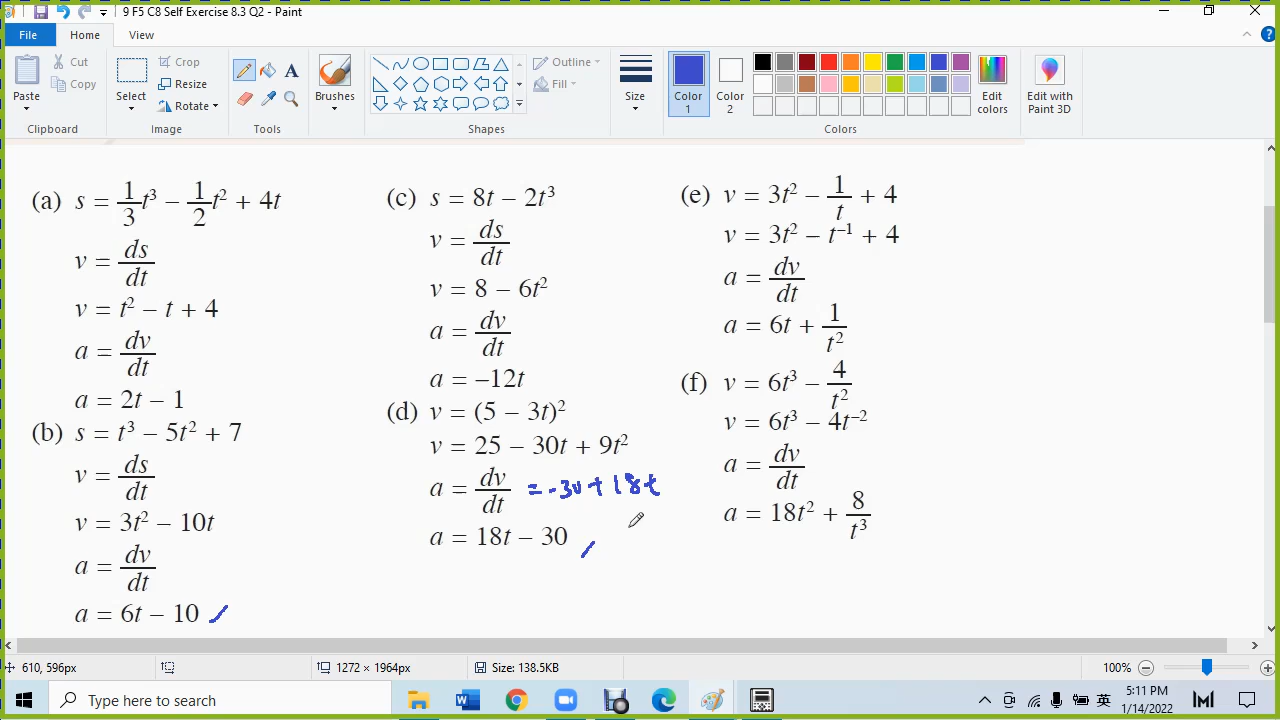 9 F5 C8 Self Exercise 8.3 Q2 - Paint
File Home View
Paste Cut Copy Clipboard
Select Crop Resize Rotate Image
Tools
Brushes
Shapes Outline Fill
Size
Color 1 Color 2 Edit colors Colors
Edit with Paint 3D
(a) s = 1/3 t³ − 1/2 t² + 4t
v = ds/dt
v = t² − t + 4
a = dv/dt
a = 2t − 1
(b) s = t³ − 5t² + 7
v = ds/dt
v = 3t² − 10t
a = dv/dt
a = 6t − 10
(c) s = 8t − 2t³
v = ds/dt
v = 8 − 6t²
a = dv/dt
a = −12t
(d) v = (5 − 3t)²
v = 25 − 30t + 9t²
a = dv/dt = -30 + 18t
a = 18t − 30
(e) v = 3t² − 1/t + 4
v = 3t² − t⁻¹ + 4
a = dv/dt
a = 6t + 1/t²
(f) v = 6t³ − 4/t²
v = 6t³ − 4t⁻²
a = dv/dt
a = 18t² + 8/t³
610, 596px 1272 × 1964px Size: 138.5KB 100%
Type here to search
英 5:11 PM
1/14/2022